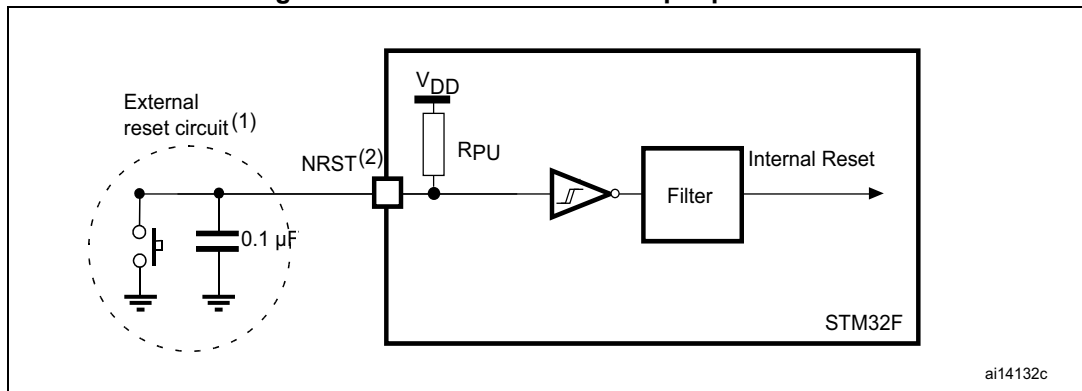 External
reset circuit(1)
NRST(2)
VDD
RPU
Internal Reset
Filter
0.1 µF
STM32F
ai14132c